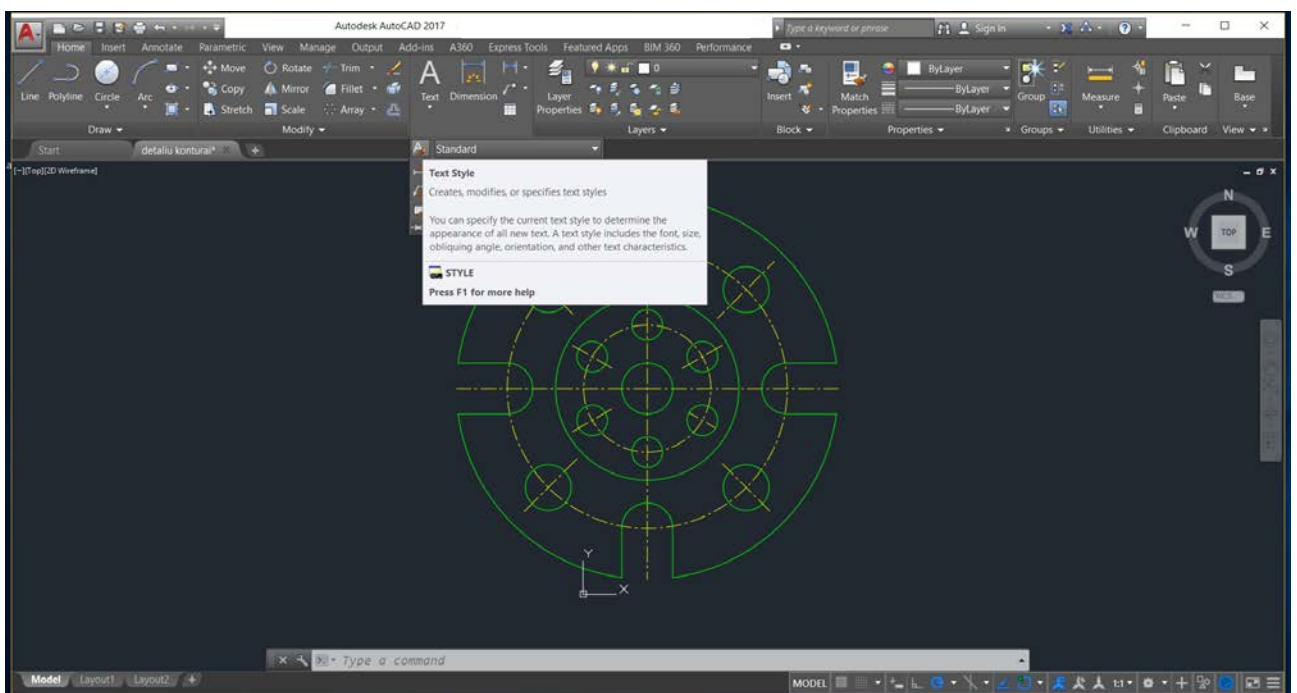 Autodesk AutoCAD 2017
Type a keyword or phrase
Sign In
Home Insert Annotate Parametric View Manage Output Add-ins A360 Express Tools Featured Apps BIM 360 Performance
Move Rotate Trim
0
ByLayer
Line Polyline Circle Arc
Copy Mirror Fillet
Text Dimension
Layer
Properties
Insert
Match
Properties
ByLayer
Group
Measure
Paste
Base
Stretch Scale Array
ByLayer
Draw Modify Layers Block Properties Groups Utilities Clipboard View
Start detaliu konturai*
Standard
[-][Top][2D Wireframe]
Text Style
Creates, modifies, or specifies text styles
You can specify the current text style to determine the
appearance of all new text. A text style includes the font, size,
obliquing angle, orientation, and other text characteristics.
STYLE
Press F1 for more help
N
W TOP E
S
Y
X
Type a command
Model Layout1 Layout2
MODEL 1:1